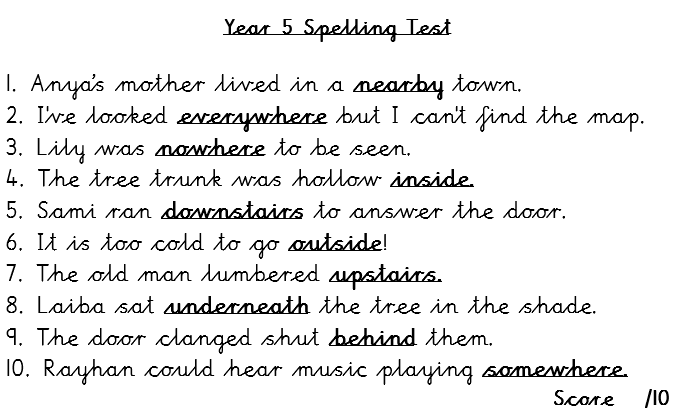 Year 5 Spelling Test
1. Anya's mother lived in a nearby town.
2. I've looked everywhere but I can't find the map.
3. Lily was nowhere to be seen.
4. The tree trunk was hollow inside.
5. Sami ran downstairs to answer the door.
6. It is too cold to go outside!
7. The old man lumbered upstairs.
8. Laiba sat underneath the tree in the shade.
9. The door clanged shut behind them.
10. Rayhan could hear music playing somewhere.
Score /10